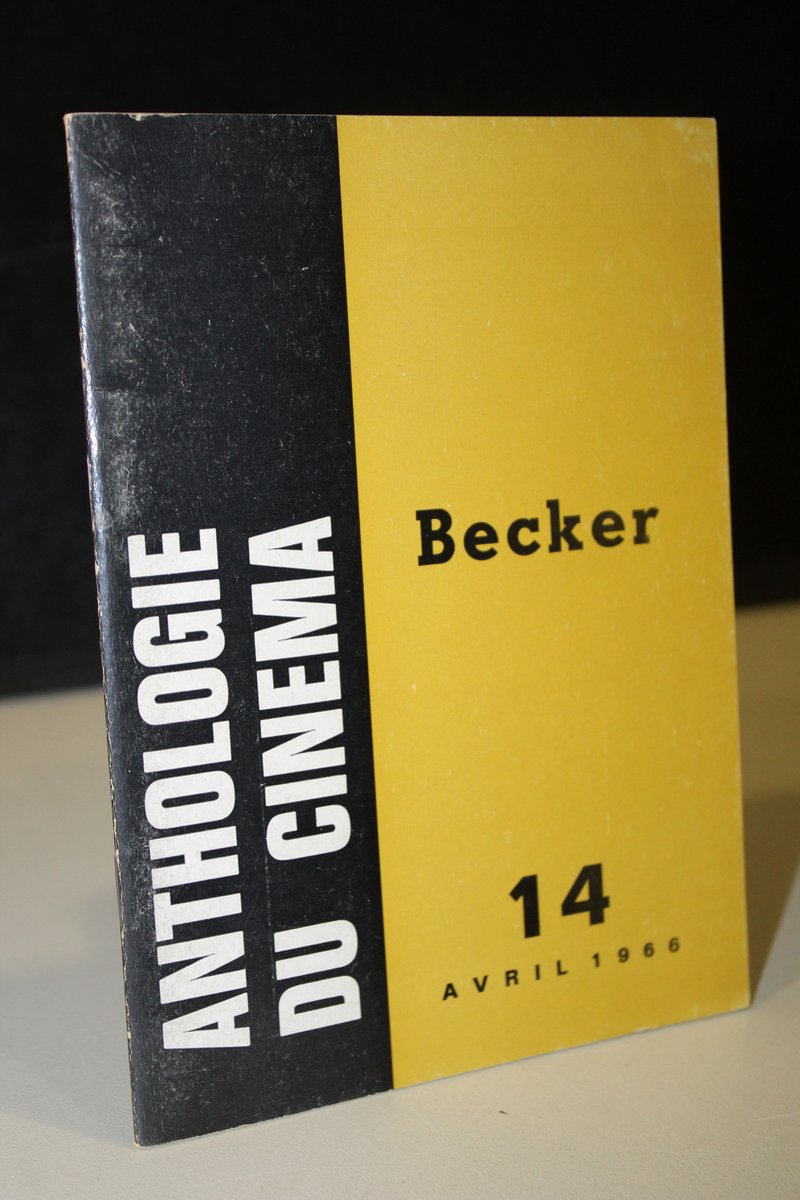 ANTHOLOGIE
DU CINEMA
Becker
14
AVRIL 1966